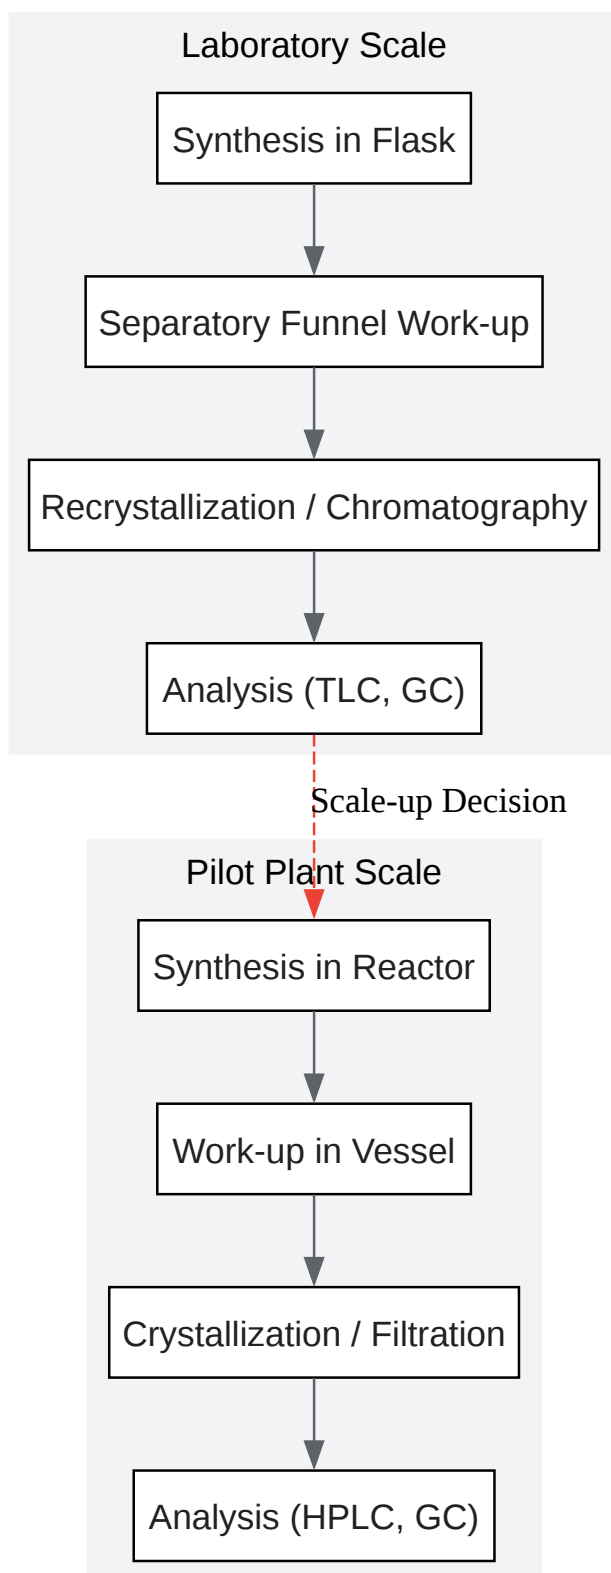 Laboratory Scale
Synthesis in Flask
Separatory Funnel Work-up
Recrystallization / Chromatography
Analysis (TLC, GC)
Scale-up Decision
Pilot Plant Scale
Synthesis in Reactor
Work-up in Vessel
Crystallization / Filtration
Analysis (HPLC, GC)